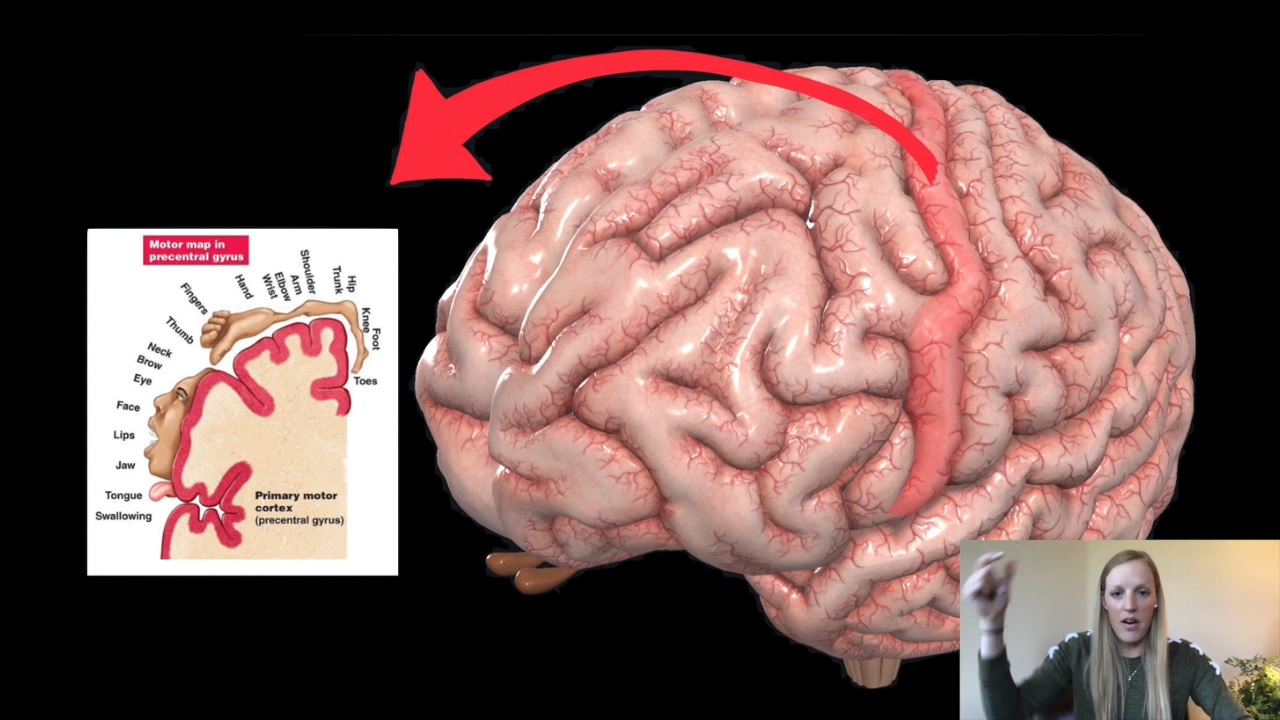 Motor map in
precentral gyrus
Shoulder
Trunk
Hip
Arm
Elbow
Wrist
Hand
Fingers
Knee
Thumb
Foot
Neck
Brow
Eye
Toes
Face
Lips
Jaw
Tongue
Swallowing
Primary motor
cortex
(precentral gyrus)